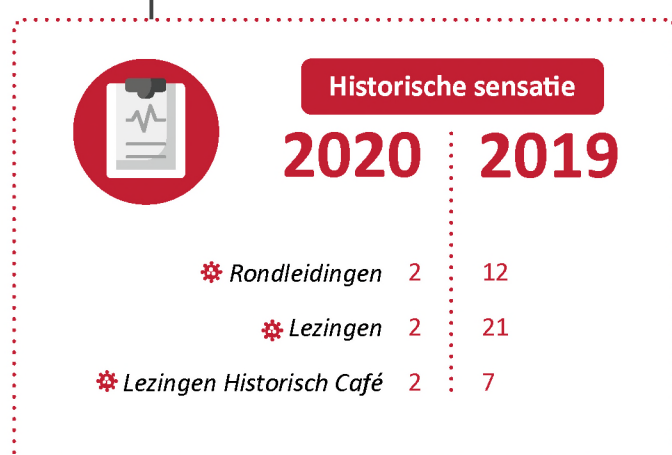 Historische sensatie
2020 2019
Rondleidingen 2 12
Lezingen 2 21
Lezingen Historisch Café 2 7